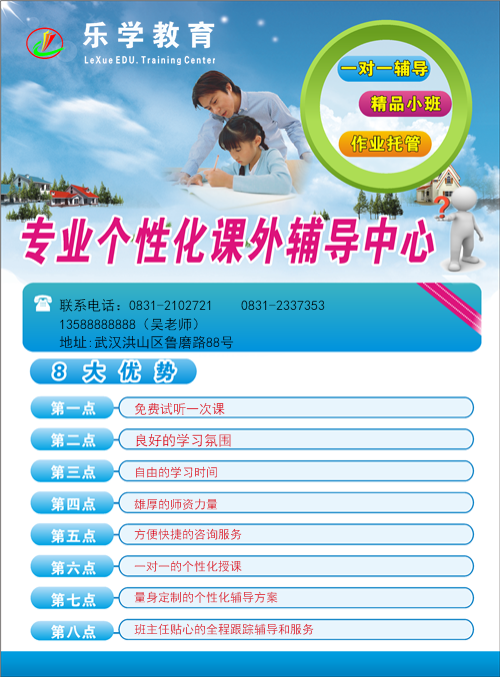 乐学教育
LeXue EDU. Training Center
一对一辅导
精品小班
作业托管
?
专业个性化课外辅导中心
联系电话：0831-2102721 0831-2337353
13588888888（吴老师）
地址:武汉洪山区鲁磨路88号
8大优势
第一点 免费试听一次课
第二点 良好的学习氛围
第三点 自由的学习时间
第四点 雄厚的师资力量
第五点 方便快捷的咨询服务
第六点 一对一的个性化授课
第七点 量身定制的个性化辅导方案
第八点 班主任贴心的全程跟踪辅导和服务